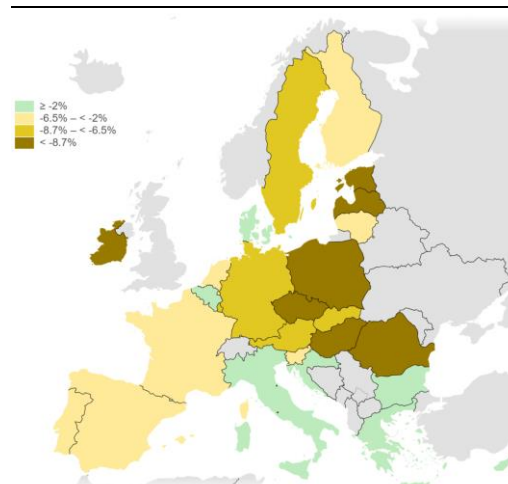 ≥ -2%
-6.5% – < -2%
-8.7% – < -6.5%
< -8.7%